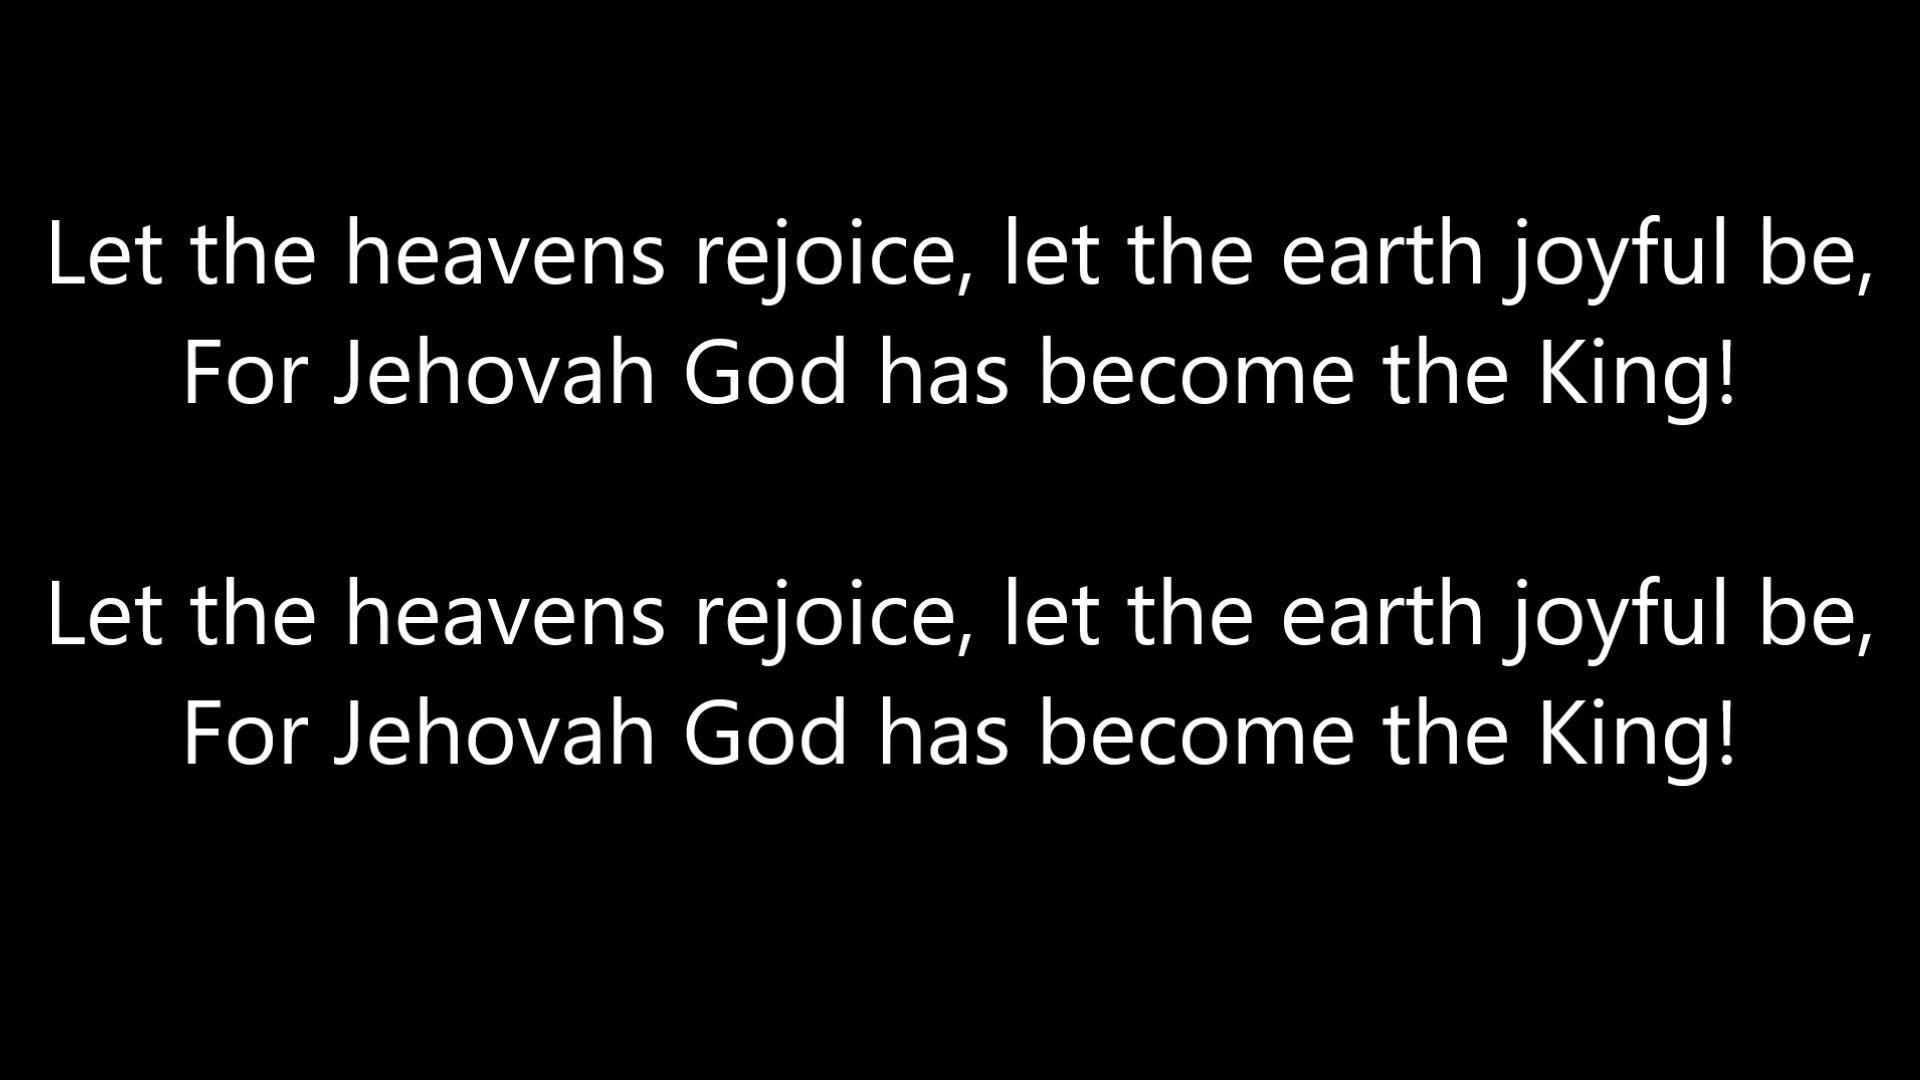 Let the heavens rejoice, let the earth joyful be,
For Jehovah God has become the King!
Let the heavens rejoice, let the earth joyful be,
For Jehovah God has become the King!